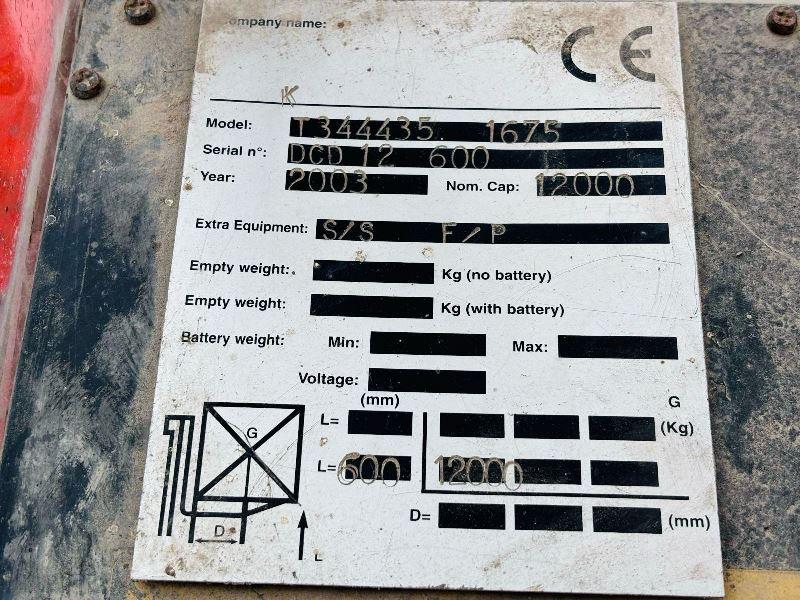 ompany name:
CE
K
Model: T344435 1675
Serial n°: DCD 12 600
Year: 2003 Nom. Cap: 12000
Extra Equipment: S/S F/P
Empty weight: Kg (no battery)
Empty weight: Kg (with battery)
Battery weight: Min: Max:
Voltage:
(mm) G
L= (Kg)
G
L=600 12000
D= (mm)
D
L